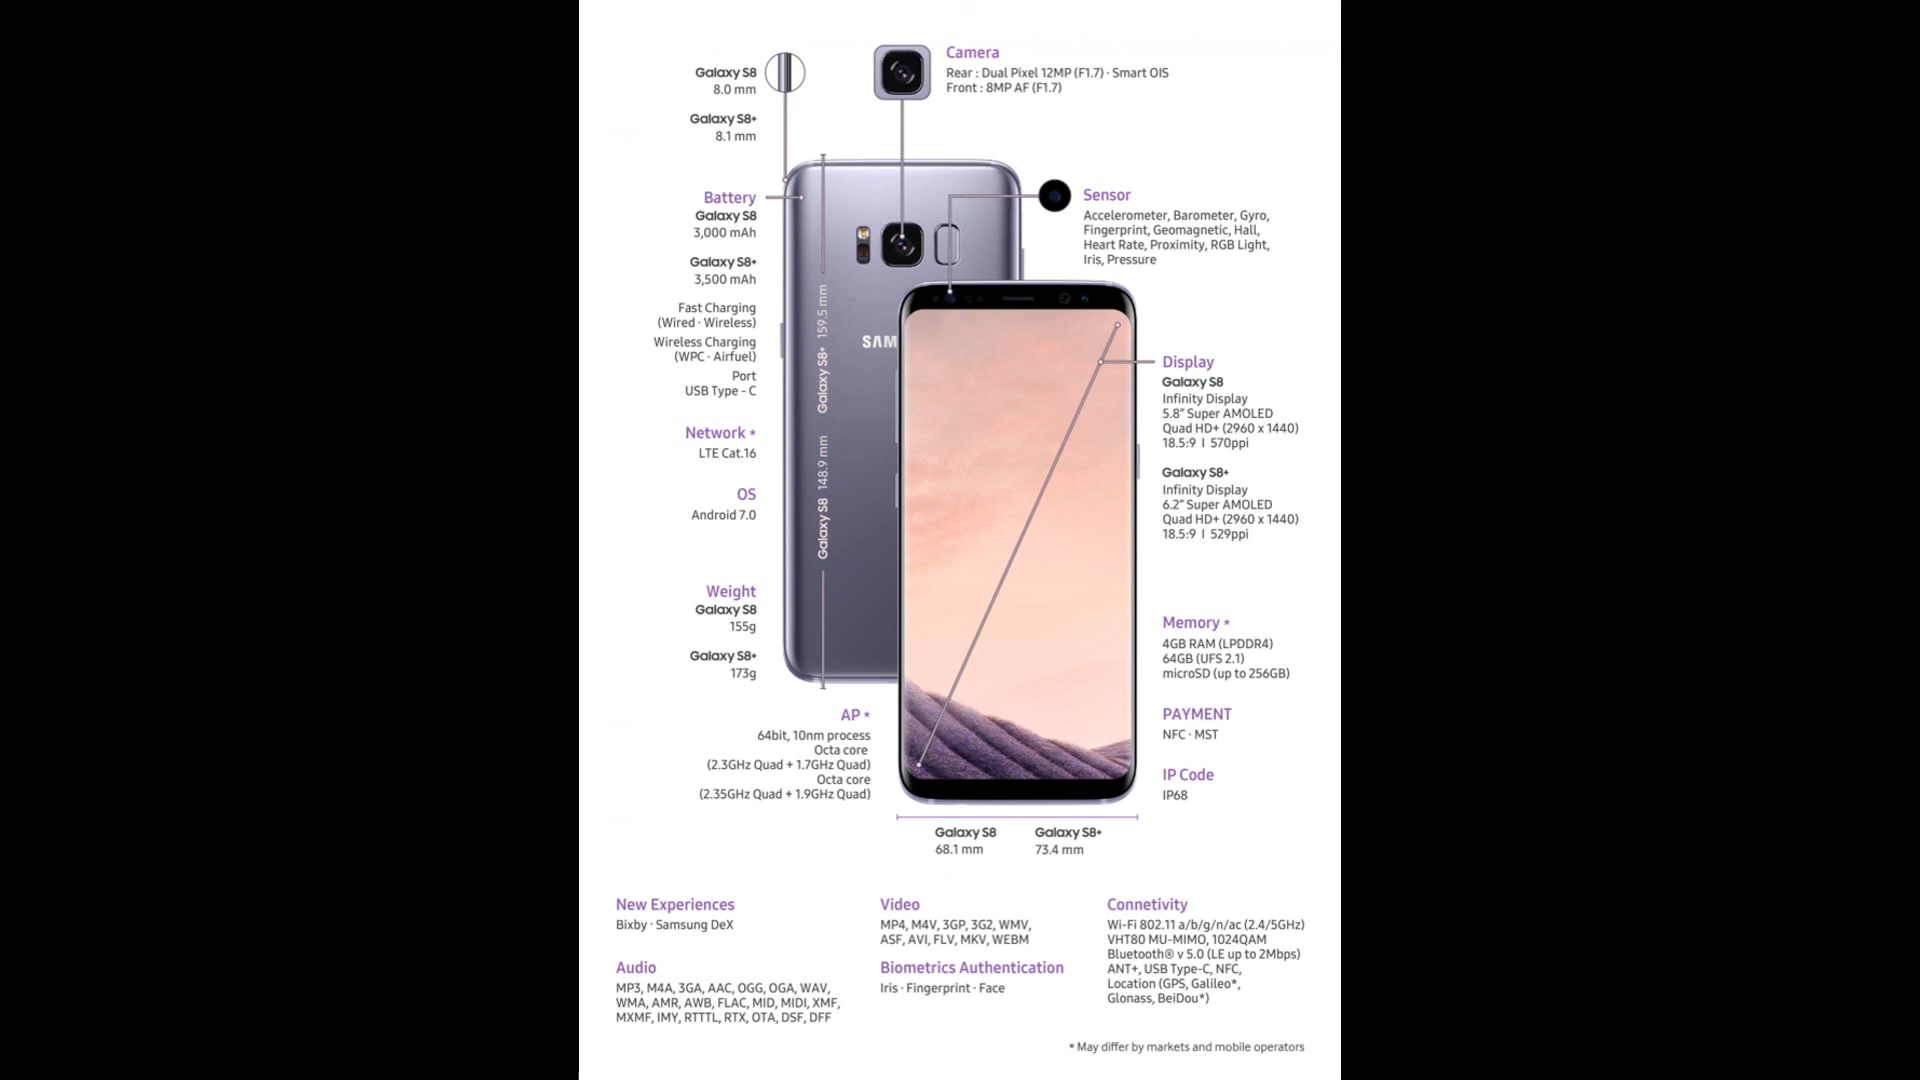 Galaxy S8
8.0 mm
Galaxy S8+
8.1 mm
Camera
Rear : Dual Pixel 12MP (F1.7) · Smart OIS
Front : 8MP AF (F1.7)
Battery
Galaxy S8
3,000 mAh
Galaxy S8+
3,500 mAh
Fast Charging
(Wired · Wireless)
Wireless Charging
(WPC · Airfuel)
Port
USB Type - C
Network *
LTE Cat.16
OS
Android 7.0
Weight
Galaxy S8
155g
Galaxy S8+
173g
AP *
64bit, 10nm process
Octa core
(2.3GHz Quad + 1.7GHz Quad)
Octa core
(2.35GHz Quad + 1.9GHz Quad)
Galaxy S8+ 159.5 mm
Galaxy S8 148.9 mm
SAM
Sensor
Accelerometer, Barometer, Gyro,
Fingerprint, Geomagnetic, Hall,
Heart Rate, Proximity, RGB Light,
Iris, Pressure
Display
Galaxy S8
Infinity Display
5.8" Super AMOLED
Quad HD+ (2960 x 1440)
18.5:9 | 570ppi
Galaxy S8+
Infinity Display
6.2" Super AMOLED
Quad HD+ (2960 x 1440)
18.5:9 | 529ppi
Memory *
4GB RAM (LPDDR4)
64GB (UFS 2.1)
microSD (up to 256GB)
PAYMENT
NFC · MST
IP Code
IP68
Galaxy S8
68.1 mm
Galaxy S8+
73.4 mm
New Experiences
Bixby · Samsung DeX
Audio
MP3, M4A, 3GA, AAC, OGG, OGA, WAV,
WMA, AMR, AWB, FLAC, MID, MIDI, XMF,
MXMF, IMY, RTTTL, RTX, OTA, DSF, DFF
Video
MP4, M4V, 3GP, 3G2, WMV,
ASF, AVI, FLV, MKV, WEBM
Biometrics Authentication
Iris · Fingerprint · Face
Connetivity
Wi-Fi 802.11 a/b/g/n/ac (2.4/5GHz)
VHT80 MU-MIMO, 1024QAM
Bluetooth® v 5.0 (LE up to 2Mbps)
ANT+, USB Type-C, NFC,
Location (GPS, Galileo*,
Glonass, BeiDou*)
* May differ by markets and mobile operators